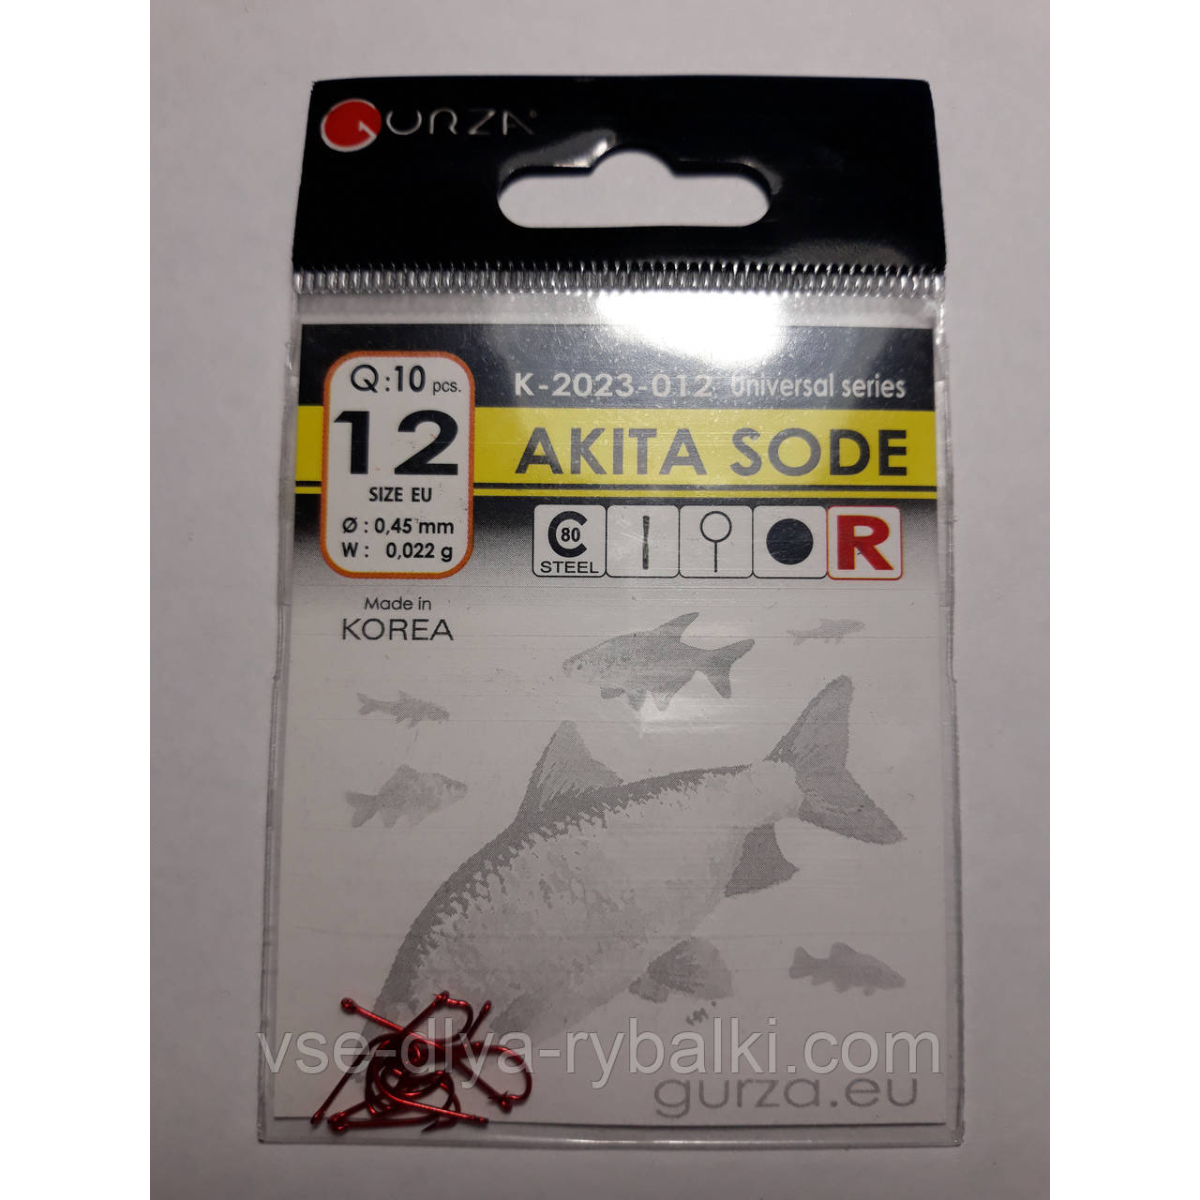 GURZA®
Q:10 pcs.
12
SIZE EU
Ø : 0,45 mm
W : 0,022 g
K-2023-012 Universal series
AKITA SODE
C 80
STEEL
R
Made in
KOREA
vse-dlya-rybalki.com
gurza.eu